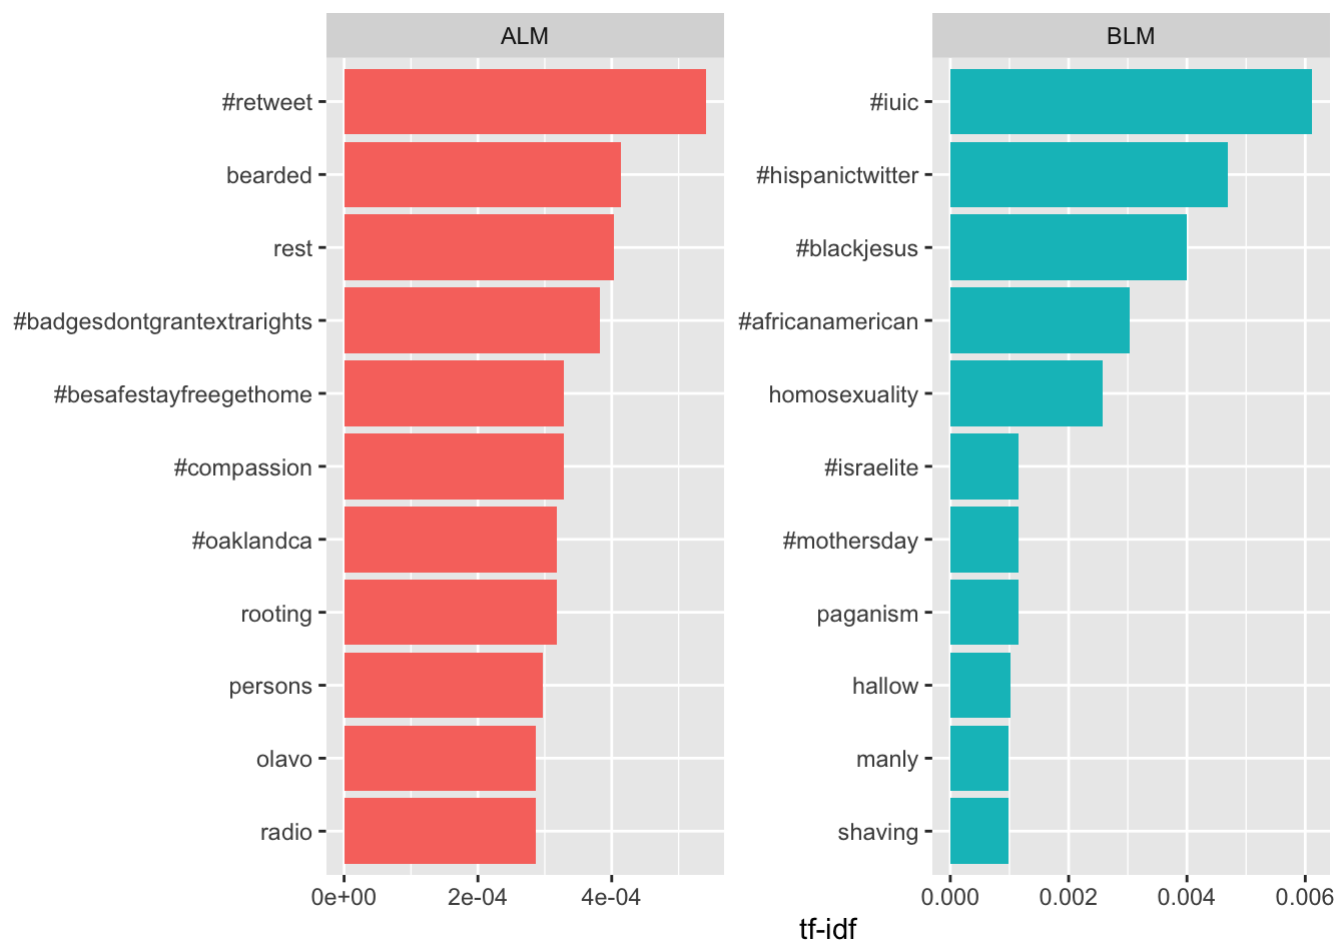 ALM
#retweet
bearded
rest
#badgesdontgrantextrarights
#besafestayfreegethome
#compassion
#oaklandca
rooting
persons
olavo
radio
0e+00 2e-04 4e-04
BLM
#iuic
#hispanictwitter
#blackjesus
#africanamerican
homosexuality
#israelite
#mothersday
paganism
hallow
manly
shaving
0.000 0.002 0.004 0.006
tf-idf